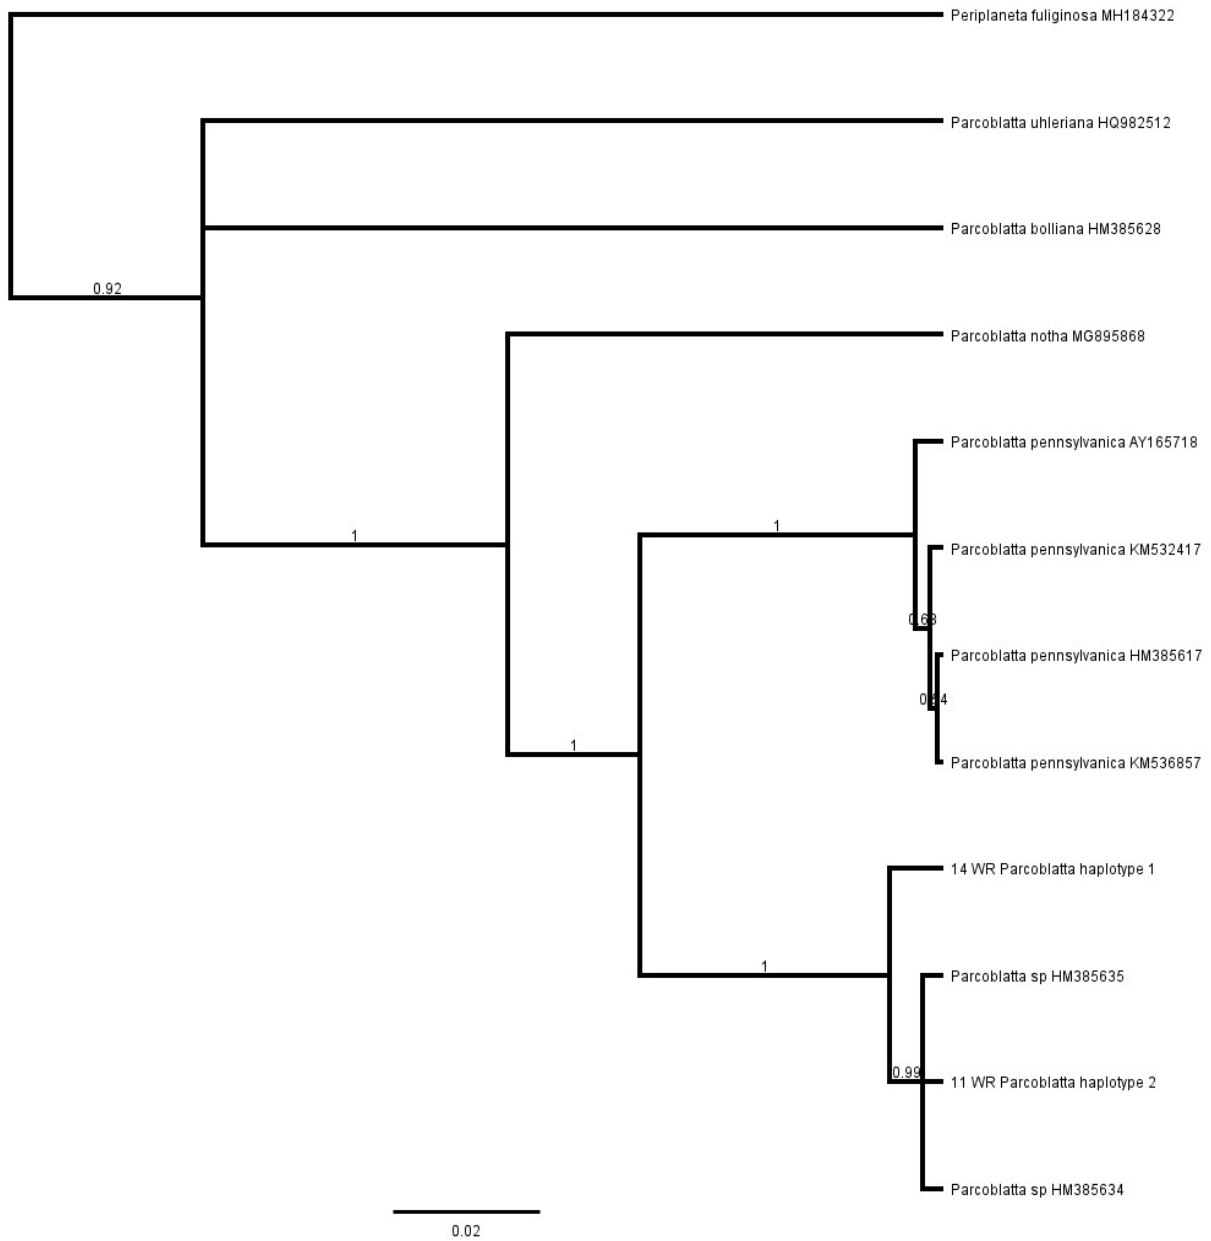 Periplaneta fuliginosa MH184322
Parcoblatta uhleriana HQ982512
Parcoblatta bolliana HM385628
0.92
Parcoblatta notha MG895868
Parcoblatta pennsylvanica AY165718
1
1
Parcoblatta pennsylvanica KM532417
0.63
Parcoblatta pennsylvanica HM385617
1
Parcoblatta pennsylvanica KM536857
14 WR Parcoblatta haplotype 1
1
Parcoblatta sp HM385635
0.99
11 WR Parcoblatta haplotype 2
Parcoblatta sp HM385634
0.02